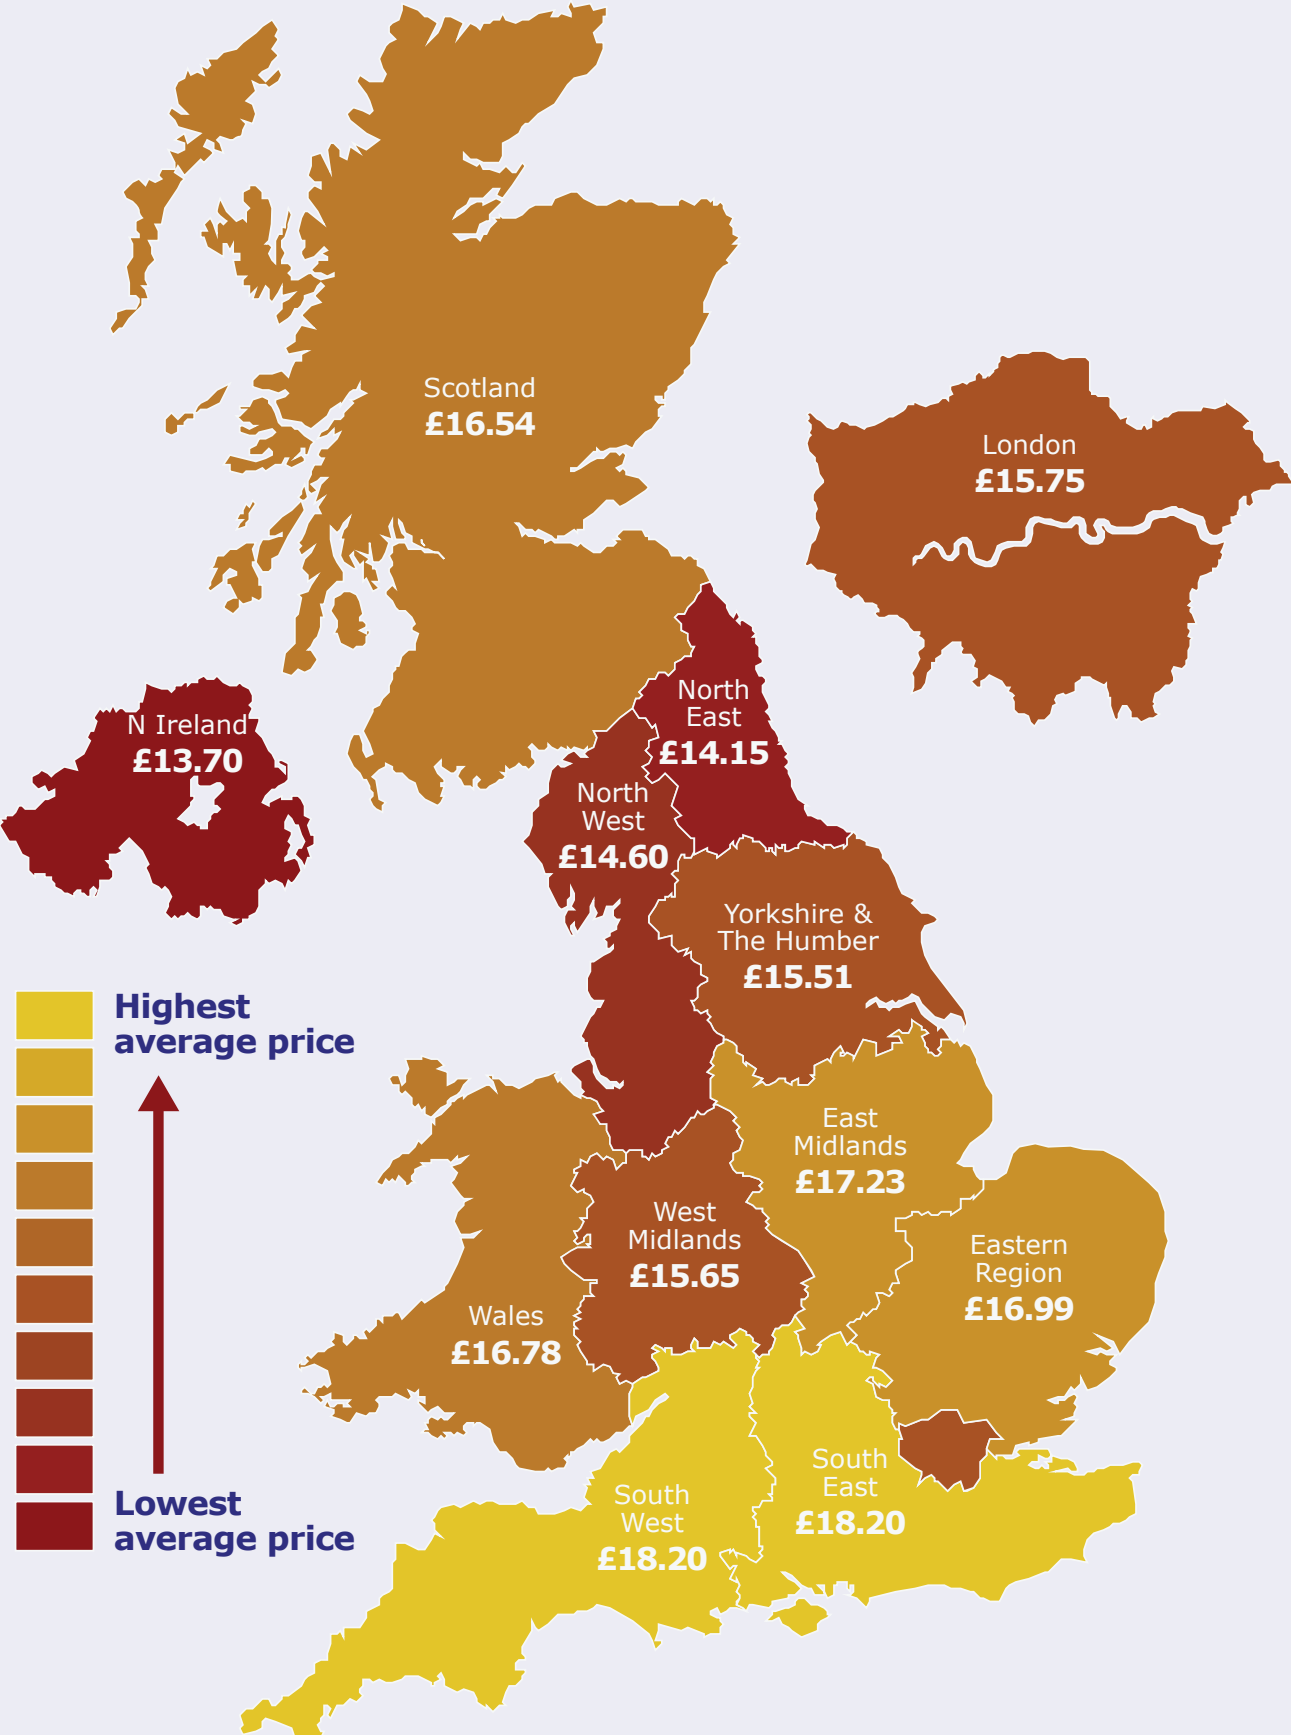 Scotland
£16.54
London
£15.75
North
East
£14.15
N Ireland
£13.70
North
West
£14.60
Yorkshire &
The Humber
£15.51
Highest
average price
East
Midlands
£17.23
West
Midlands
£15.65
Eastern
Region
£16.99
Wales
£16.78
South
East
£18.20
South
West
£18.20
Lowest
average price